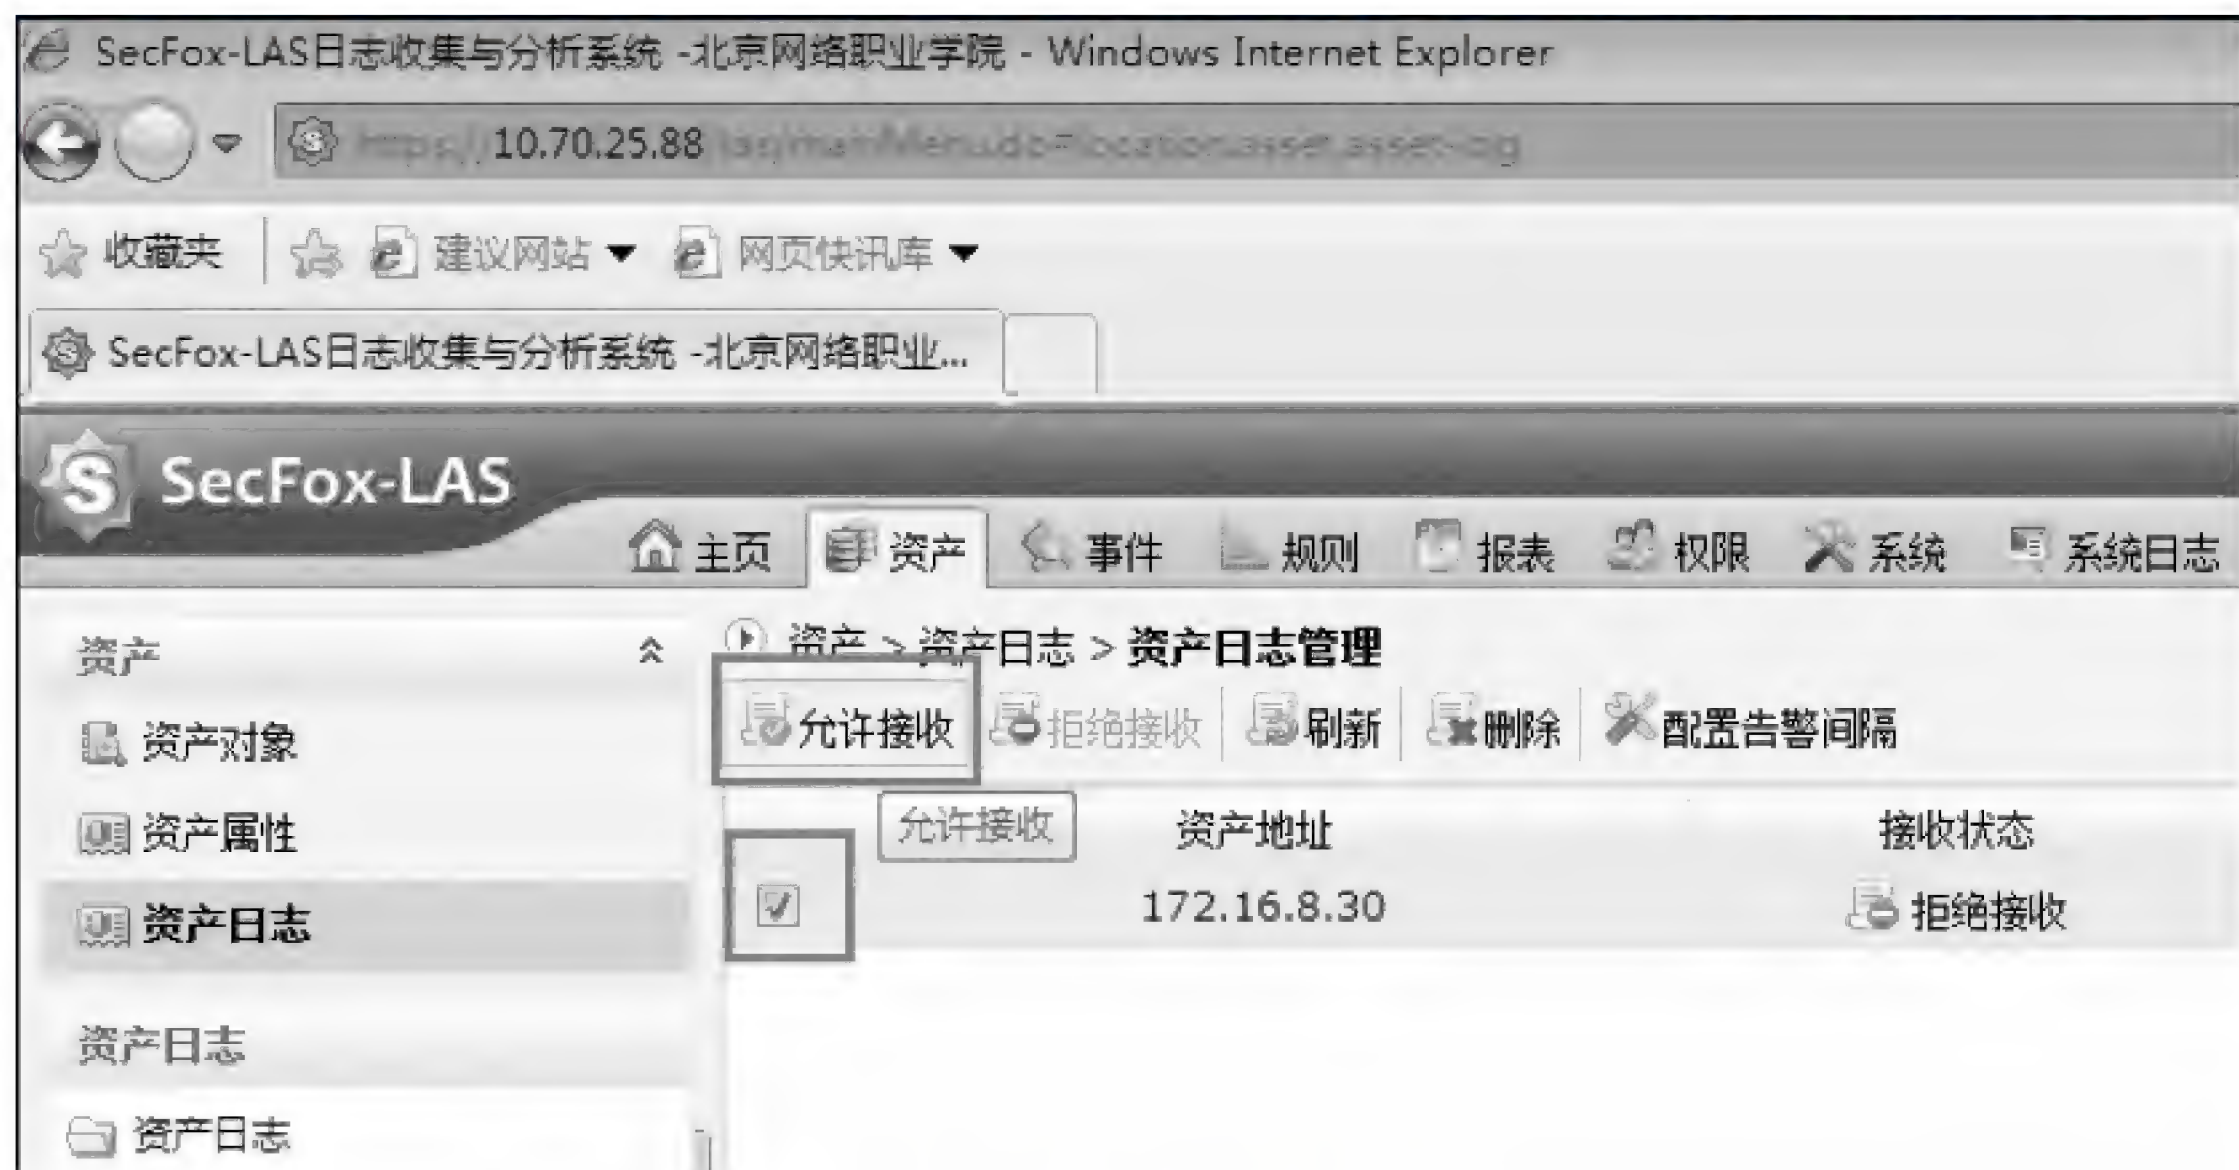 SecFox-LAS日志收集与分析系统 -北京网络职业学院 - Windows Internet Explorer
https:// 10.70.25.88
收藏夹 建议网站 网页快讯库
SecFox-LAS日志收集与分析系统 -北京网络职业...
SecFox-LAS
主页 资产 事件 规则 报表 权限 系统 系统日志
资产
资产 > 资产日志 > 资产日志管理
允许接收 拒绝接收 刷新 删除 配置告警间隔
资产对象
资产属性
资产日志
允许接收 资产地址 接收状态
172.16.8.30 拒绝接收
资产日志
资产日志